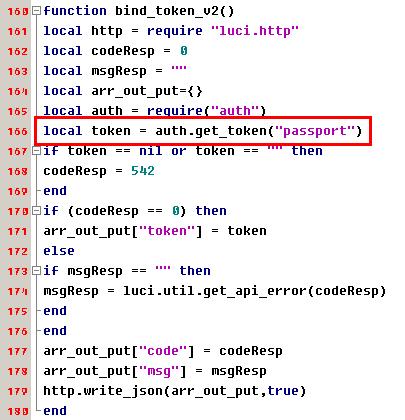 160 function bind_token_v2()
161 local http = require "luci.http"
162 local codeResp = 0
163 local msgResp = ""
164 local arr_out_put={}
165 local auth = require("auth")
166 local token = auth.get_token("passport")
167 if token == nil or token == "" then
168 codeResp = 542
169 end
170 if (codeResp == 0) then
171 arr_out_put["token"] = token
172 else
173 if msgResp == "" then
174 msgResp = luci.util.get_api_error(codeResp)
175 end
176 end
177 arr_out_put["code"] = codeResp
178 arr_out_put["msg"] = msgResp
179 http.write_json(arr_out_put,true)
180 end